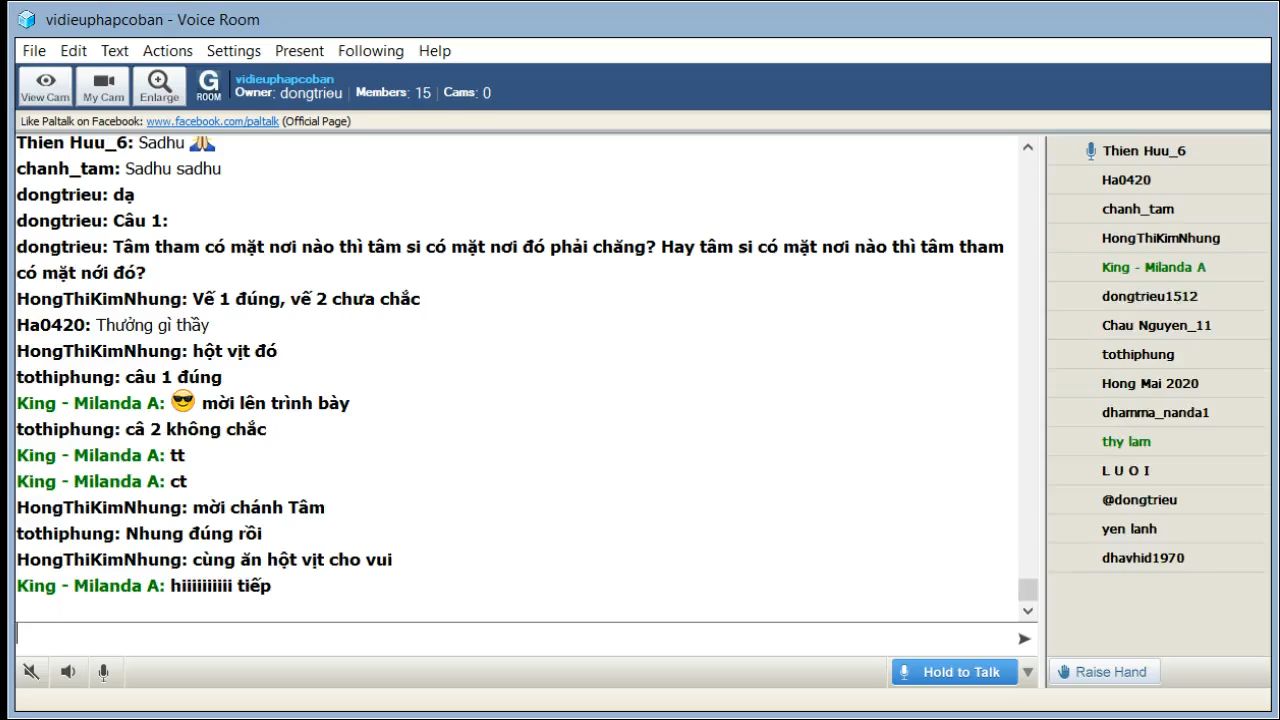 vidieuphapcoban - Voice Room
File Edit Text Actions Settings Present Following Help
View Cam My Cam Enlarge G ROOM vidieuphapcoban
Owner: dongtrieu Members: 15 Cams: 0
Like Paltalk on Facebook: www.facebook.com/paltalk (Official Page)
Thien Huu_6: Sadhu 🙏
chanh_tam: Sadhu sadhu
dongtrieu: dạ
dongtrieu: Câu 1:
dongtrieu: Tâm tham có mặt nơi nào thì tâm si có mặt nơi đó phải chăng? Hay tâm si có mặt nơi nào thì tâm tham
có mặt nới đó?
HongThiKimNhung: Vế 1 đúng, vế 2 chưa chắc
Ha0420: Thưởng gì thầy
HongThiKimNhung: hột vịt đó
tothiphung: câu 1 đúng
King - Milanda A: 😎 mời lên trình bày
tothiphung: câ 2 không chắc
King - Milanda A: tt
King - Milanda A: ct
HongThiKimNhung: mời chánh Tâm
tothiphung: Nhung đúng rồi
HongThiKimNhung: cùng ăn hột vịt cho vui
King - Milanda A: hiiiiiiiiii tiếp
Hold to Talk
Thien Huu_6
Ha0420
chanh_tam
HongThiKimNhung
King - Milanda A
dongtrieu1512
Chau Nguyen_11
tothiphung
Hong Mai 2020
dhamma_nanda1
thy lam
L U O I
@dongtrieu
yen lanh
dhavhid1970
Raise Hand